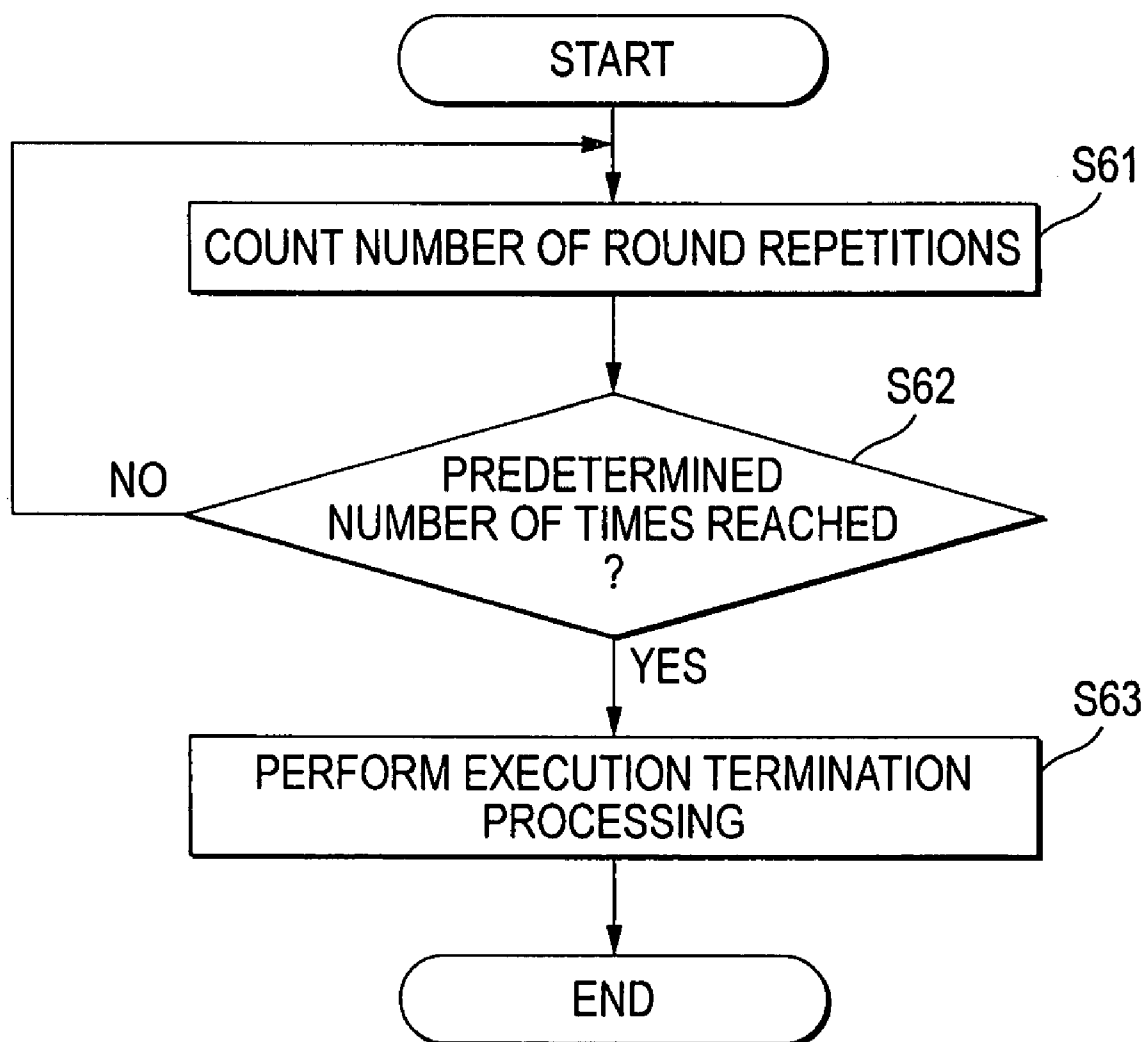 START
S61
COUNT NUMBER OF ROUND REPETITIONS
S62
PREDETERMINED
NUMBER OF TIMES REACHED
?
NO
YES
S63
PERFORM EXECUTION TERMINATION
PROCESSING
END